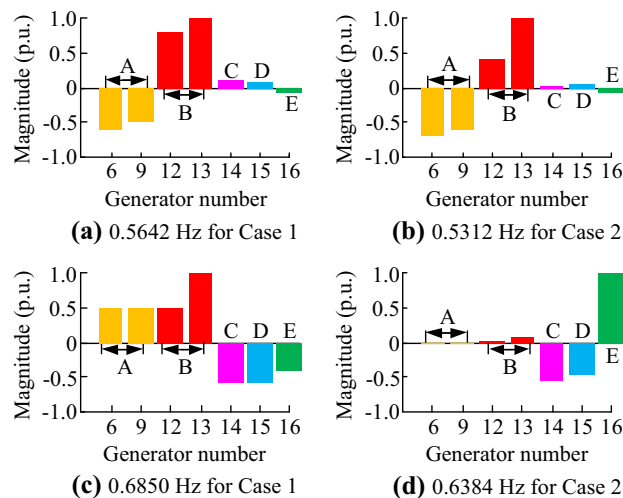 1.0
0.5
0
-0.5
-1.0
Magnitude (p.u.)
A
B
C
D
E
6 9 12 13 14 15 16
Generator number
(a) 0.5642 Hz for Case 1
1.0
0.5
0
-0.5
-1.0
Magnitude (p.u.)
A
B
C
D
E
6 9 12 13 14 15 16
Generator number
(b) 0.5312 Hz for Case 2
1.0
0.5
0
-0.5
-1.0
Magnitude (p.u.)
A
B
C
D
E
6 9 12 13 14 15 16
Generator number
(c) 0.6850 Hz for Case 1
1.0
0.5
0
-0.5
-1.0
Magnitude (p.u.)
A
B
C
D
E
6 9 12 13 14 15 16
Generator number
(d) 0.6384 Hz for Case 2